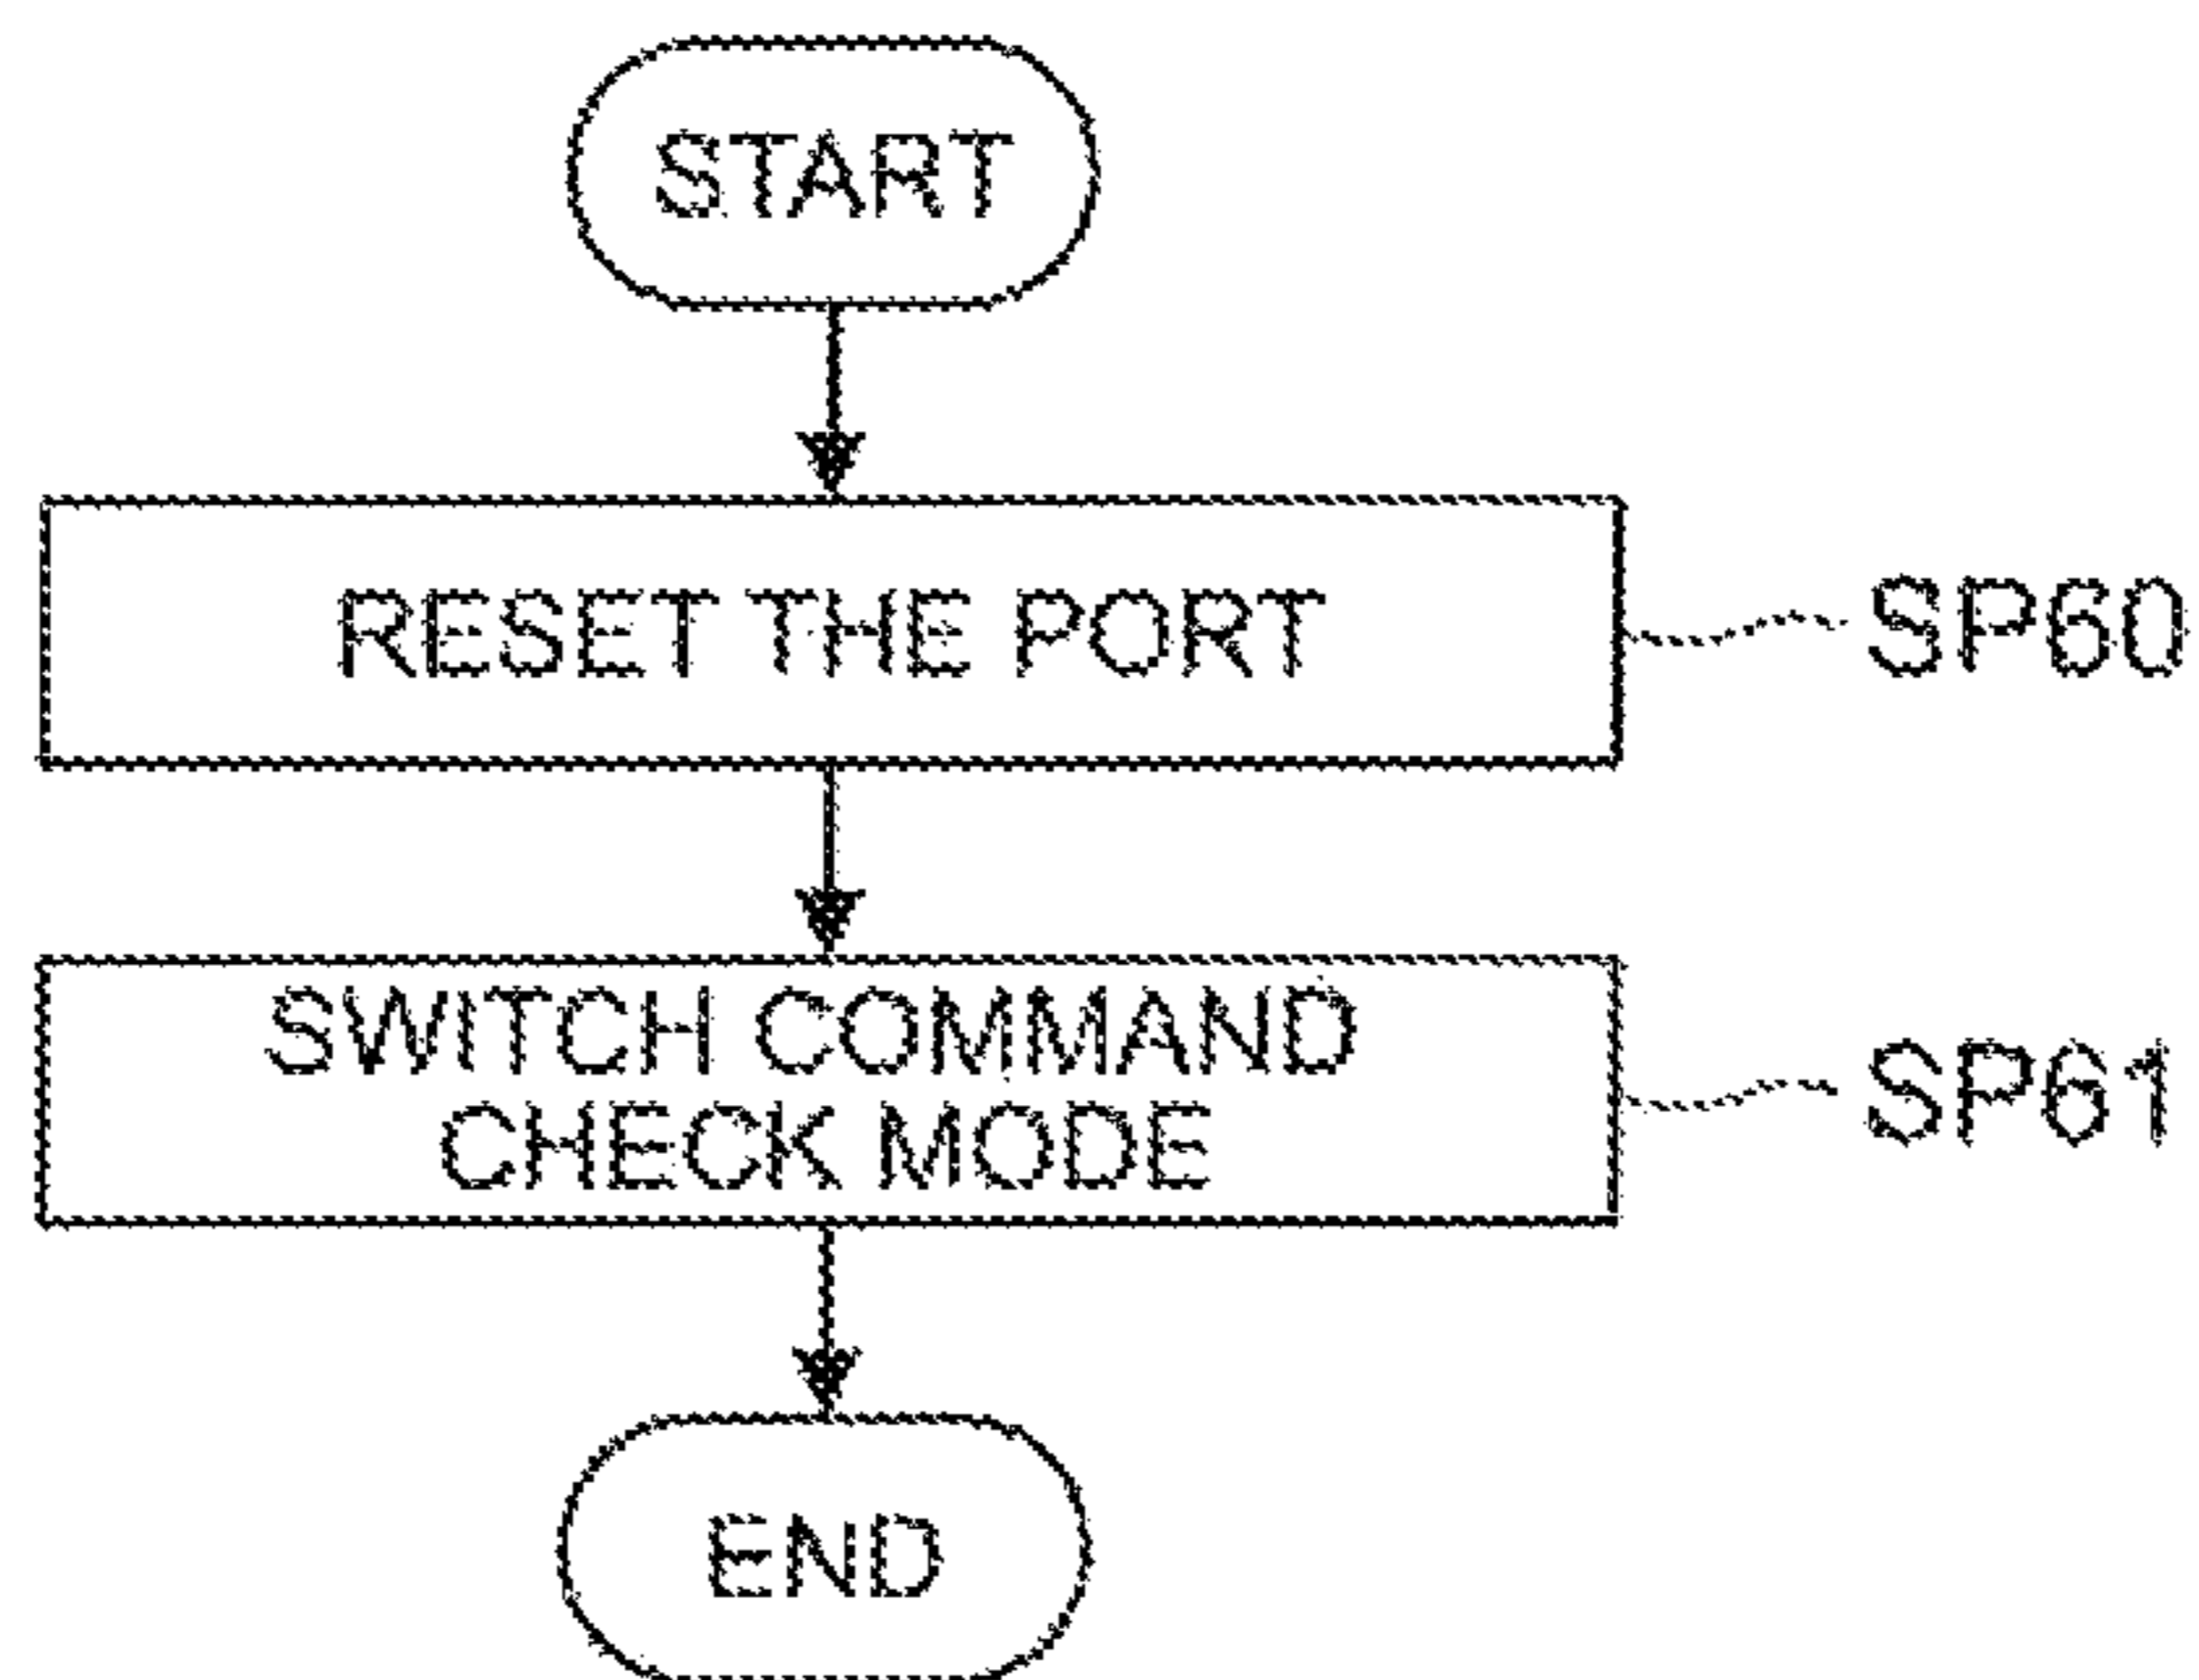 START
RESET THE PORT
SP60
SWITCH COMMAND
CHECK MODE
SP61
END